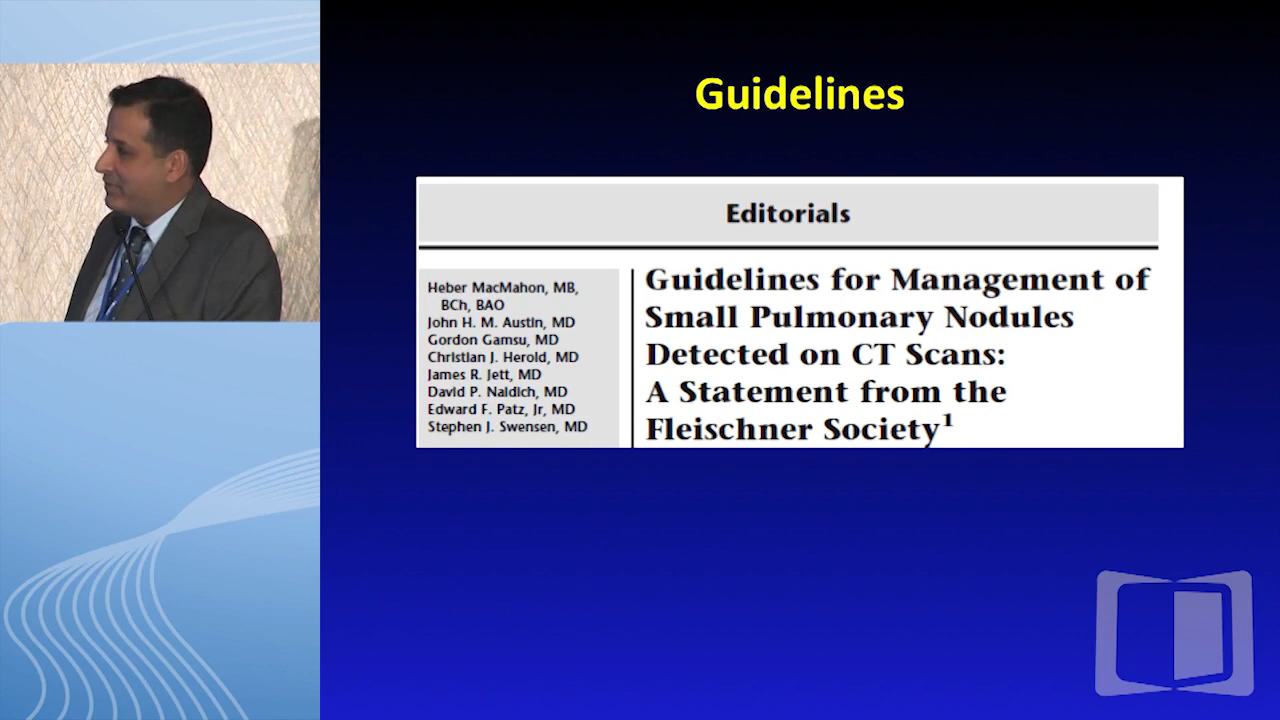 Guidelines
Editorials
Heber MacMahon, MB,
BCh, BAO
John H. M. Austin, MD
Gordon Gamsu, MD
Christian J. Herold, MD
James R. Jett, MD
David P. Naidich, MD
Edward F. Patz, Jr, MD
Stephen J. Swensen, MD
Guidelines for Management of
Small Pulmonary Nodules
Detected on CT Scans:
A Statement from the
Fleischner Society¹